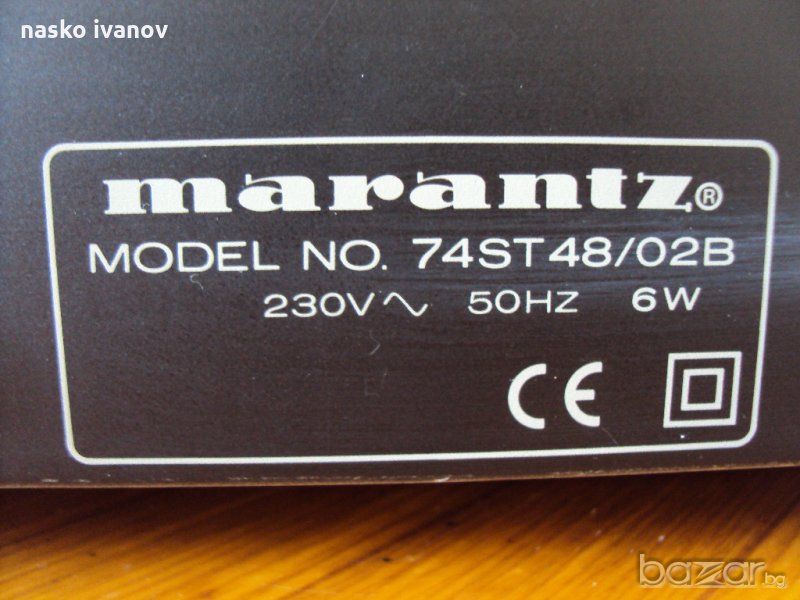 nasko ivanov
marantz®
MODEL NO. 74ST48/02B
230V∿ 50HZ 6W
CE
bazar.bg